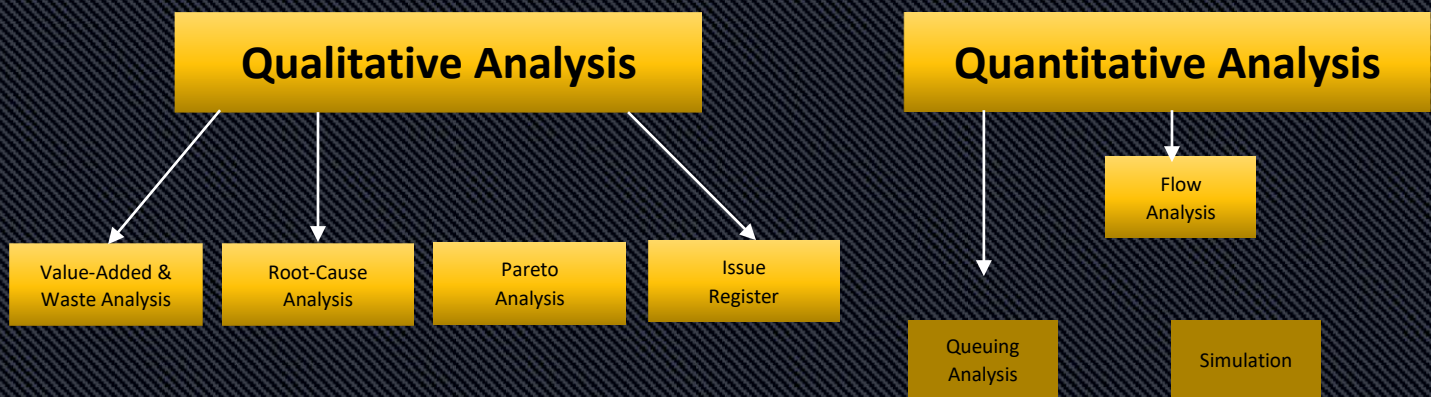 Qualitative Analysis
Quantitative Analysis
Flow
Analysis
Value-Added &
Waste Analysis
Root-Cause
Analysis
Pareto
Analysis
Issue
Register
Queuing
Analysis
Simulation